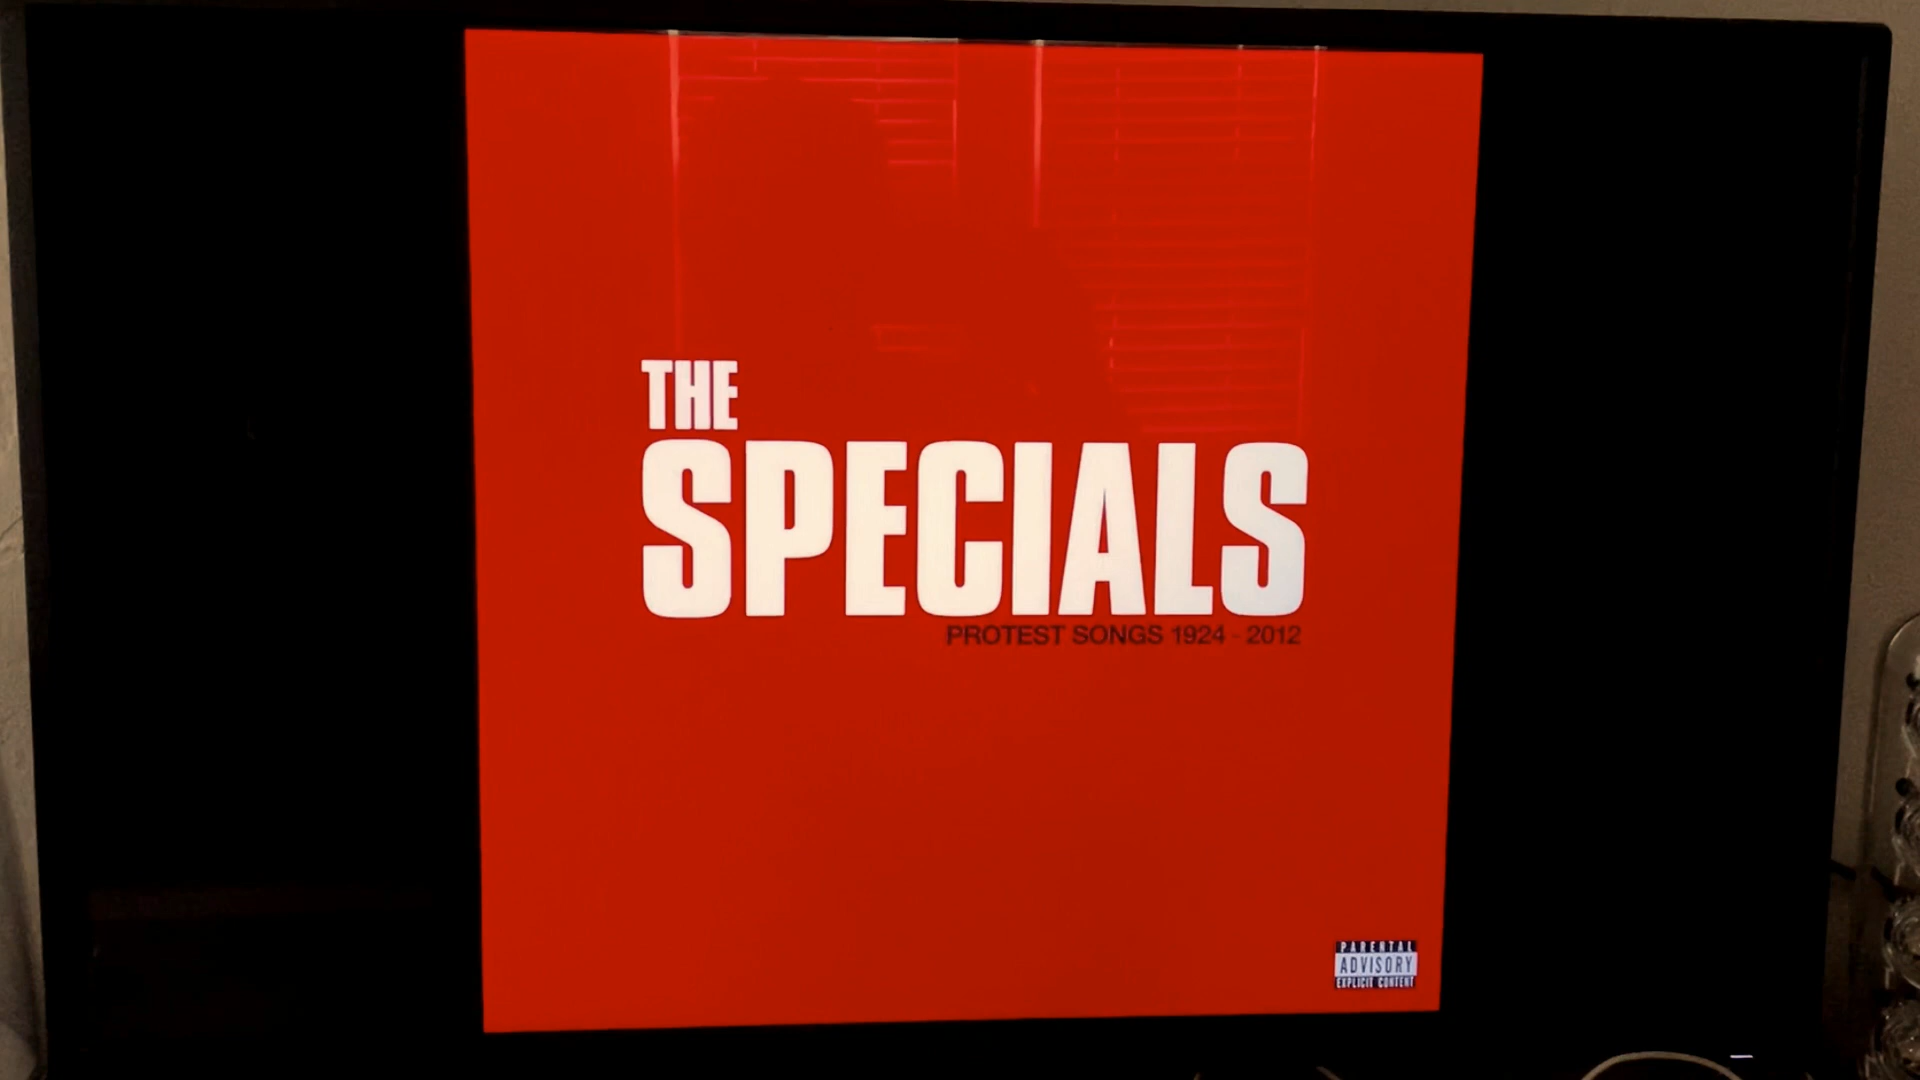 THE
SPECIALS
PROTEST SONGS 1924 - 2012
PARENTAL
ADVISORY
EXPLICIT CONTENT